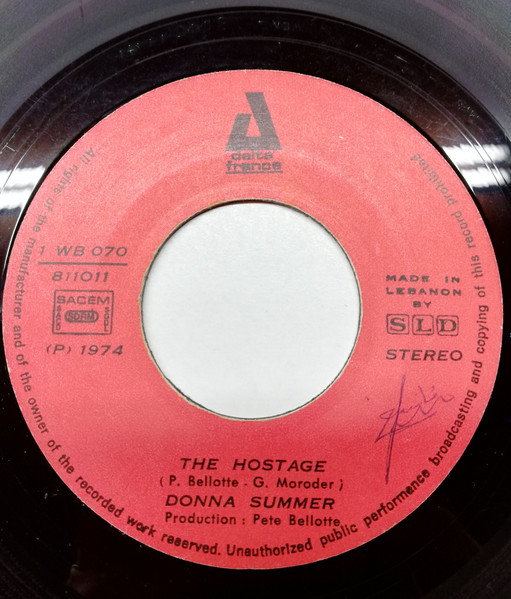 delta
france
1 WB 070
811011
SACEM
SDRM
(P) 1974
MADE IN
LEBANON
BY
SLD
STEREO
THE HOSTAGE
( P. Bellotte - G. Moroder )
DONNA SUMMER
Production : Pete Bellotte
All rights of the manufacturer and of the owner of the recorded work reserved. Unauthorized public performance broadcasting and copying of this record prohibited